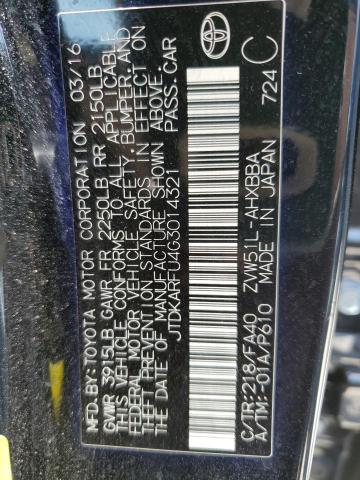 MFD.BY:TOYOTA MOTOR CORPORATION 03/16
GVWR 3915LB GAWR FR 2250LB RR 2150LB
THIS VEHICLE CONFORMS TO ALL APPLICABLE
FEDERAL MOTOR VEHICLE SAFETY, BUMPER, AND
THEFT PREVENTION STANDARDS IN EFFECT ON
THE DATE OF MANUFACTURE SHOWN ABOVE.
JTDKARFU4G3014321 PASS.CAR
C/TR:218/FA40 ZVW51L-AHXBBA
A/TM:-01A/P610 MADE IN JAPAN 724 C
TOYOTA